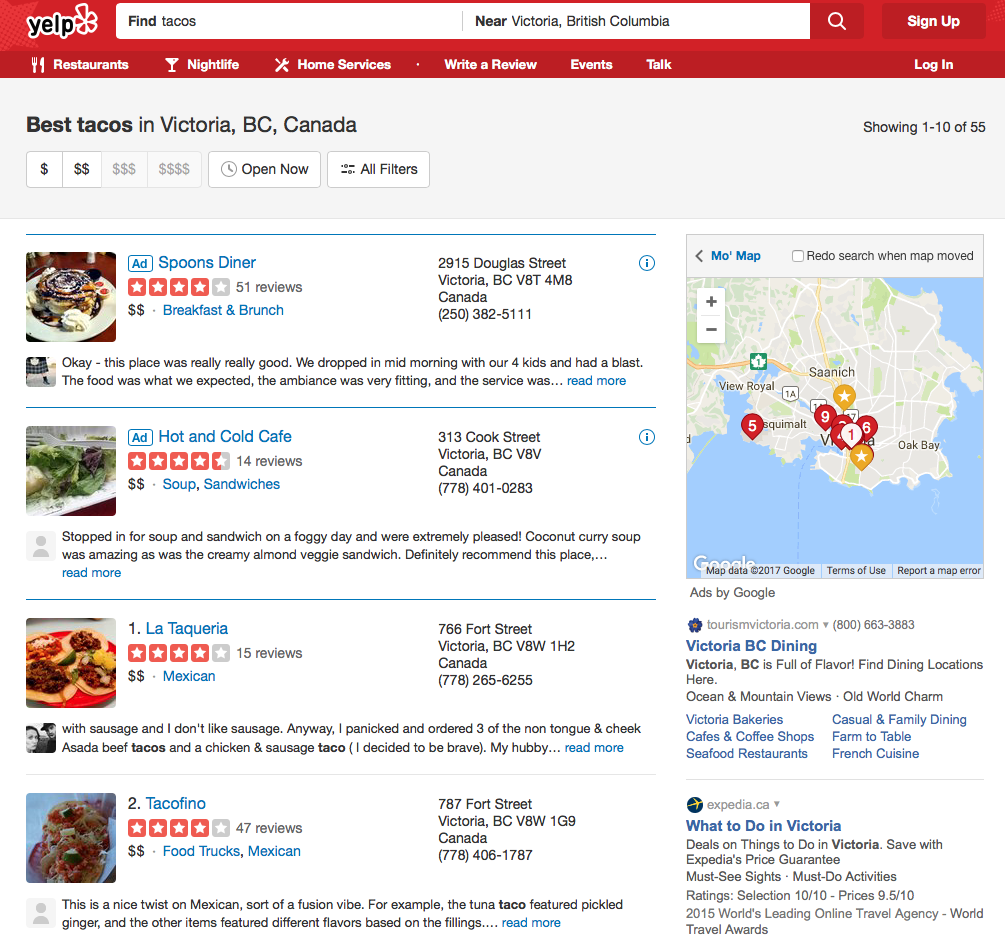 yelp
Find tacos
Near Victoria, British Columbia
Sign Up
Restaurants
Nightlife
Home Services
·
Write a Review
Events
Talk
Log In
Best tacos in Victoria, BC, Canada
Showing 1-10 of 55
$
$$
$$$
$$$$
Open Now
All Filters
Ad Spoons Diner
51 reviews
$$ · Breakfast & Brunch
2915 Douglas Street
Victoria, BC V8T 4M8
Canada
(250) 382-5111
Okay - this place was really really good. We dropped in mid morning with our 4 kids and had a blast.
The food was what we expected, the ambiance was very fitting, and the service was… read more
Ad Hot and Cold Cafe
14 reviews
$$ · Soup, Sandwiches
313 Cook Street
Victoria, BC V8V
Canada
(778) 401-0283
Stopped in for soup and sandwich on a foggy day and were extremely pleased! Coconut curry soup
was amazing as was the creamy almond veggie sandwich. Definitely recommend this place,…
read more
1. La Taqueria
15 reviews
$$ · Mexican
766 Fort Street
Victoria, BC V8W 1H2
Canada
(778) 265-6255
with sausage and I don't like sausage. Anyway, I panicked and ordered 3 of the non tongue & cheek
Asada beef tacos and a chicken & sausage taco ( I decided to be brave). My hubby… read more
2. Tacofino
47 reviews
$$ · Food Trucks, Mexican
787 Fort Street
Victoria, BC V8W 1G9
Canada
(778) 406-1787
This is a nice twist on Mexican, sort of a fusion vibe. For example, the tuna taco featured pickled
ginger, and the other items featured different flavors based on the fillings.… read more
Mo' Map
Redo search when map moved
+
−
1
Saanich
View Royal
1A
17
9
5
squimalt
6
1
Oak Bay
Google
Map data ©2017 Google
Terms of Use
Report a map error
Ads by Google
tourismvictoria.com (800) 663-3883
Victoria BC Dining
Victoria, BC is Full of Flavor! Find Dining Locations
Here.
Ocean & Mountain Views · Old World Charm
Victoria Bakeries
Casual & Family Dining
Cafes & Coffee Shops
Farm to Table
Seafood Restaurants
French Cuisine
expedia.ca
What to Do in Victoria
Deals on Things to Do in Victoria. Save with
Expedia's Price Guarantee
Must-See Sights · Must-Do Activities
Ratings: Selection 10/10 - Prices 9.5/10
2015 World's Leading Online Travel Agency - World
Travel Awards